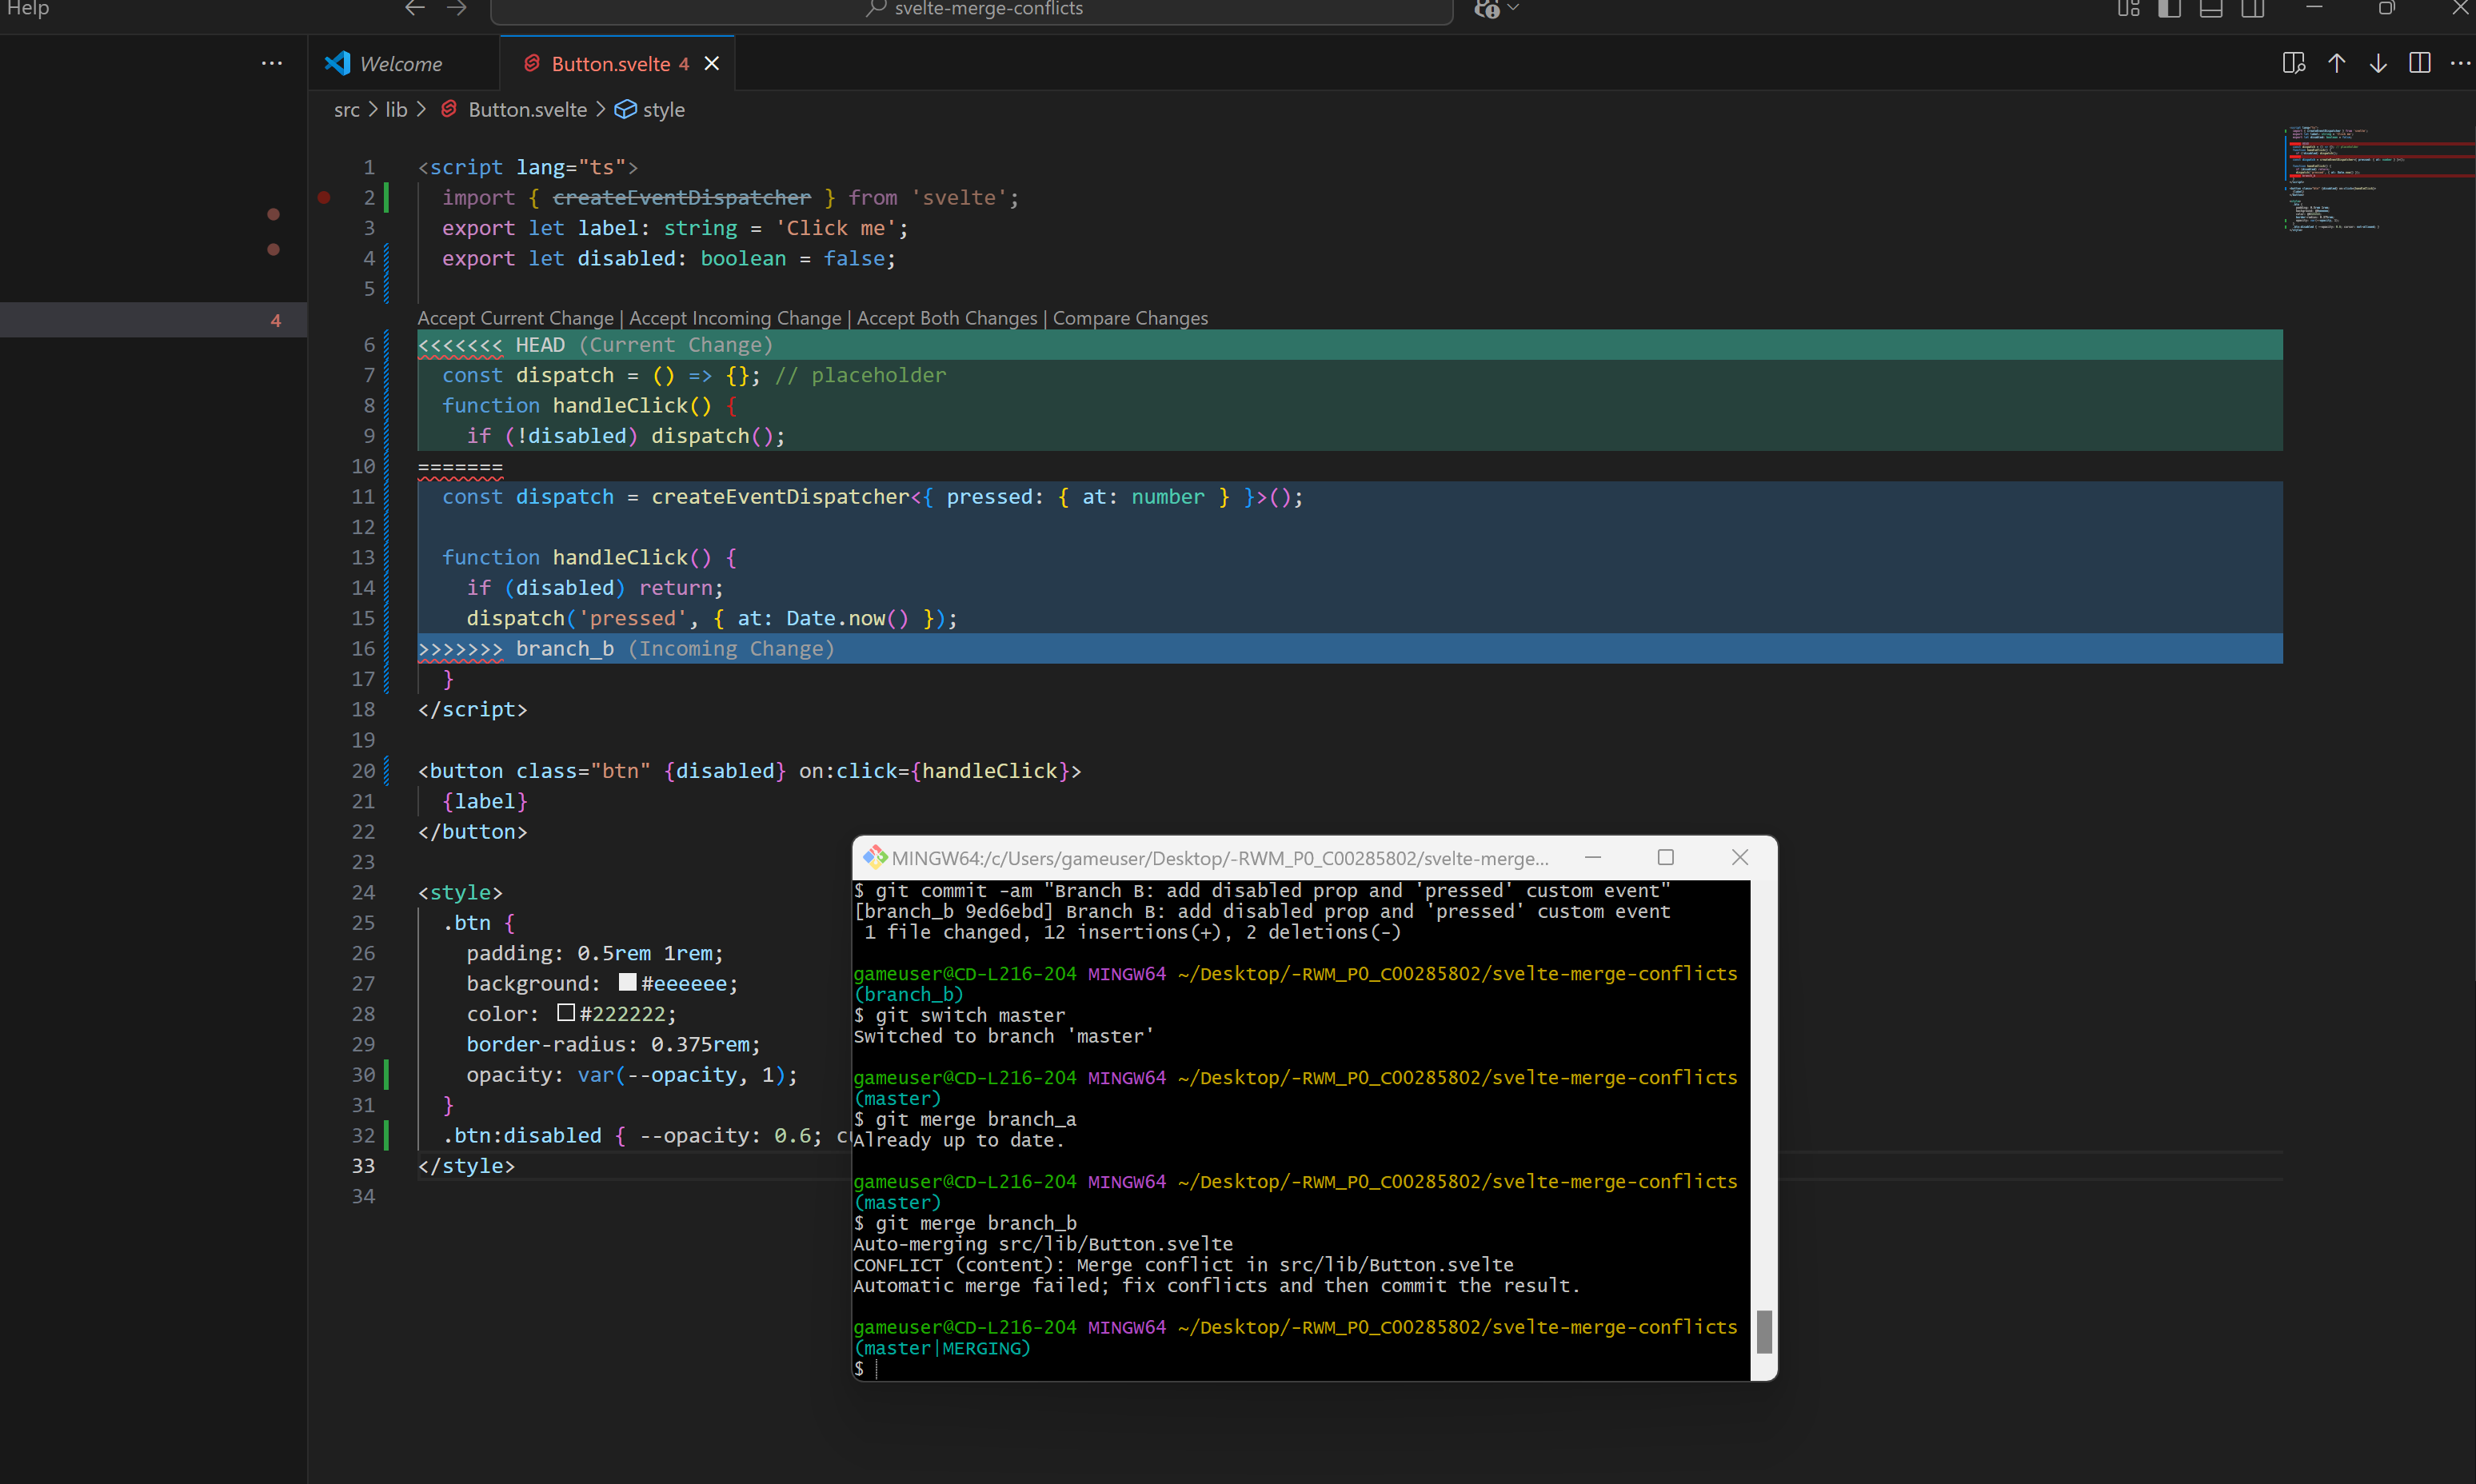 Help
svelte-merge-conflicts
Welcome
Button.svelte 4
src > lib > Button.svelte > style
4
1 <script lang="ts">
2 import { createEventDispatcher } from 'svelte';
3 export let label: string = 'Click me';
4 export let disabled: boolean = false;
5
Accept Current Change | Accept Incoming Change | Accept Both Changes | Compare Changes
6 <<<<<<< HEAD (Current Change)
7 const dispatch = () => {}; // placeholder
8 function handleClick() {
9 if (!disabled) dispatch();
10 =======
11 const dispatch = createEventDispatcher<{ pressed: { at: number } }>();
12
13 function handleClick() {
14 if (disabled) return;
15 dispatch('pressed', { at: Date.now() });
16 >>>>>>> branch_b (Incoming Change)
17 }
18 </script>
19
20 <button class="btn" {disabled} on:click={handleClick}>
21 {label}
22 </button>
23
24 <style>
25 .btn {
26 padding: 0.5rem 1rem;
27 background: #eeeeee;
28 color: #222222;
29 border-radius: 0.375rem;
30 opacity: var(--opacity, 1);
31 }
32 .btn:disabled { --opacity: 0.6;
33 </style>
34
MINGW64:/c/Users/gameuser/Desktop/-RWM_P0_C00285802/svelte-merge...
$ git commit -am "Branch B: add disabled prop and 'pressed' custom event"
[branch_b 9ed6ebd] Branch B: add disabled prop and 'pressed' custom event
1 file changed, 12 insertions(+), 2 deletions(-)
gameuser@CD-L216-204 MINGW64 ~/Desktop/-RWM_P0_C00285802/svelte-merge-conflicts
(branch_b)
$ git switch master
Switched to branch 'master'
gameuser@CD-L216-204 MINGW64 ~/Desktop/-RWM_P0_C00285802/svelte-merge-conflicts
(master)
$ git merge branch_a
Already up to date.
gameuser@CD-L216-204 MINGW64 ~/Desktop/-RWM_P0_C00285802/svelte-merge-conflicts
(master)
$ git merge branch_b
Auto-merging src/lib/Button.svelte
CONFLICT (content): Merge conflict in src/lib/Button.svelte
Automatic merge failed; fix conflicts and then commit the result.
gameuser@CD-L216-204 MINGW64 ~/Desktop/-RWM_P0_C00285802/svelte-merge-conflicts
(master|MERGING)
$